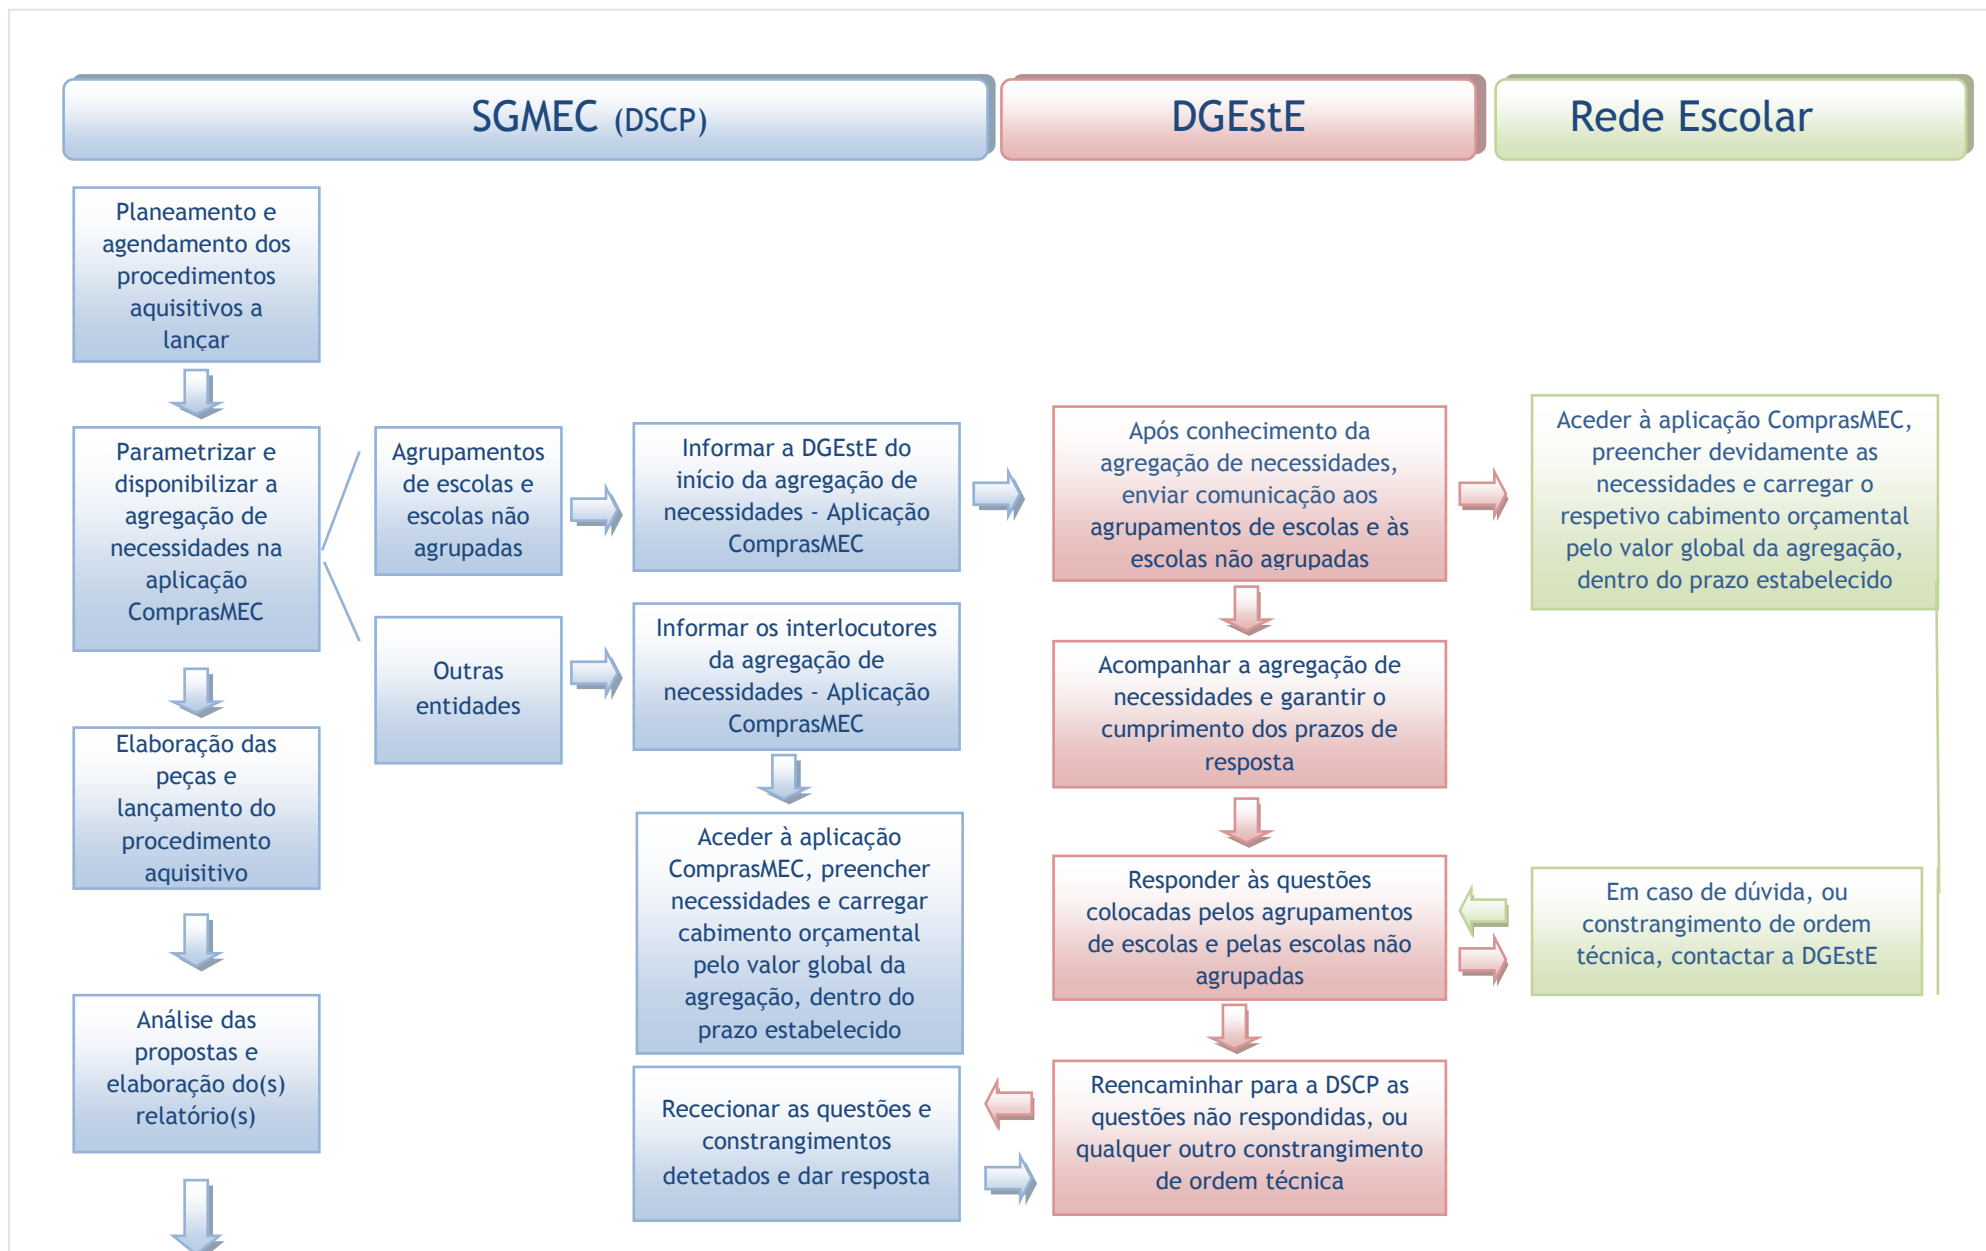 SGMEC (DSCP)
DGEstE
Rede Escolar
Planeamento e
agendamento dos
procedimentos
aquisitivos a
lançar
Parametrizar e
disponibilizar a
agregação de
necessidades na
aplicação
ComprasMEC
Agrupamentos
de escolas e
escolas não
agrupadas
Informar a DGEstE do
início da agregação de
necessidades - Aplicação
ComprasMEC
Após conhecimento da
agregação de necessidades,
enviar comunicação aos
agrupamentos de escolas e às
escolas não agrupadas
Aceder à aplicação ComprasMEC,
preencher devidamente as
necessidades e carregar o
respetivo cabimento orçamental
pelo valor global da agregação,
dentro do prazo estabelecido
Outras
entidades
Informar os interlocutores
da agregação de
necessidades - Aplicação
ComprasMEC
Acompanhar a agregação de
necessidades e garantir o
cumprimento dos prazos de
resposta
Elaboração das
peças e
lançamento do
procedimento
aquisitivo
Aceder à aplicação
ComprasMEC, preencher
necessidades e carregar
cabimento orçamental
pelo valor global da
agregação, dentro do
prazo estabelecido
Responder às questões
colocadas pelos agrupamentos
de escolas e pelas escolas não
agrupadas
Em caso de dúvida, ou
constrangimento de ordem
técnica, contactar a DGEstE
Análise das
propostas e
elaboração do(s)
relatório(s)
Rececionar as questões e
constrangimentos
detetados e dar resposta
Reencaminhar para a DSCP as
questões não respondidas, ou
qualquer outro constrangimento
de ordem técnica